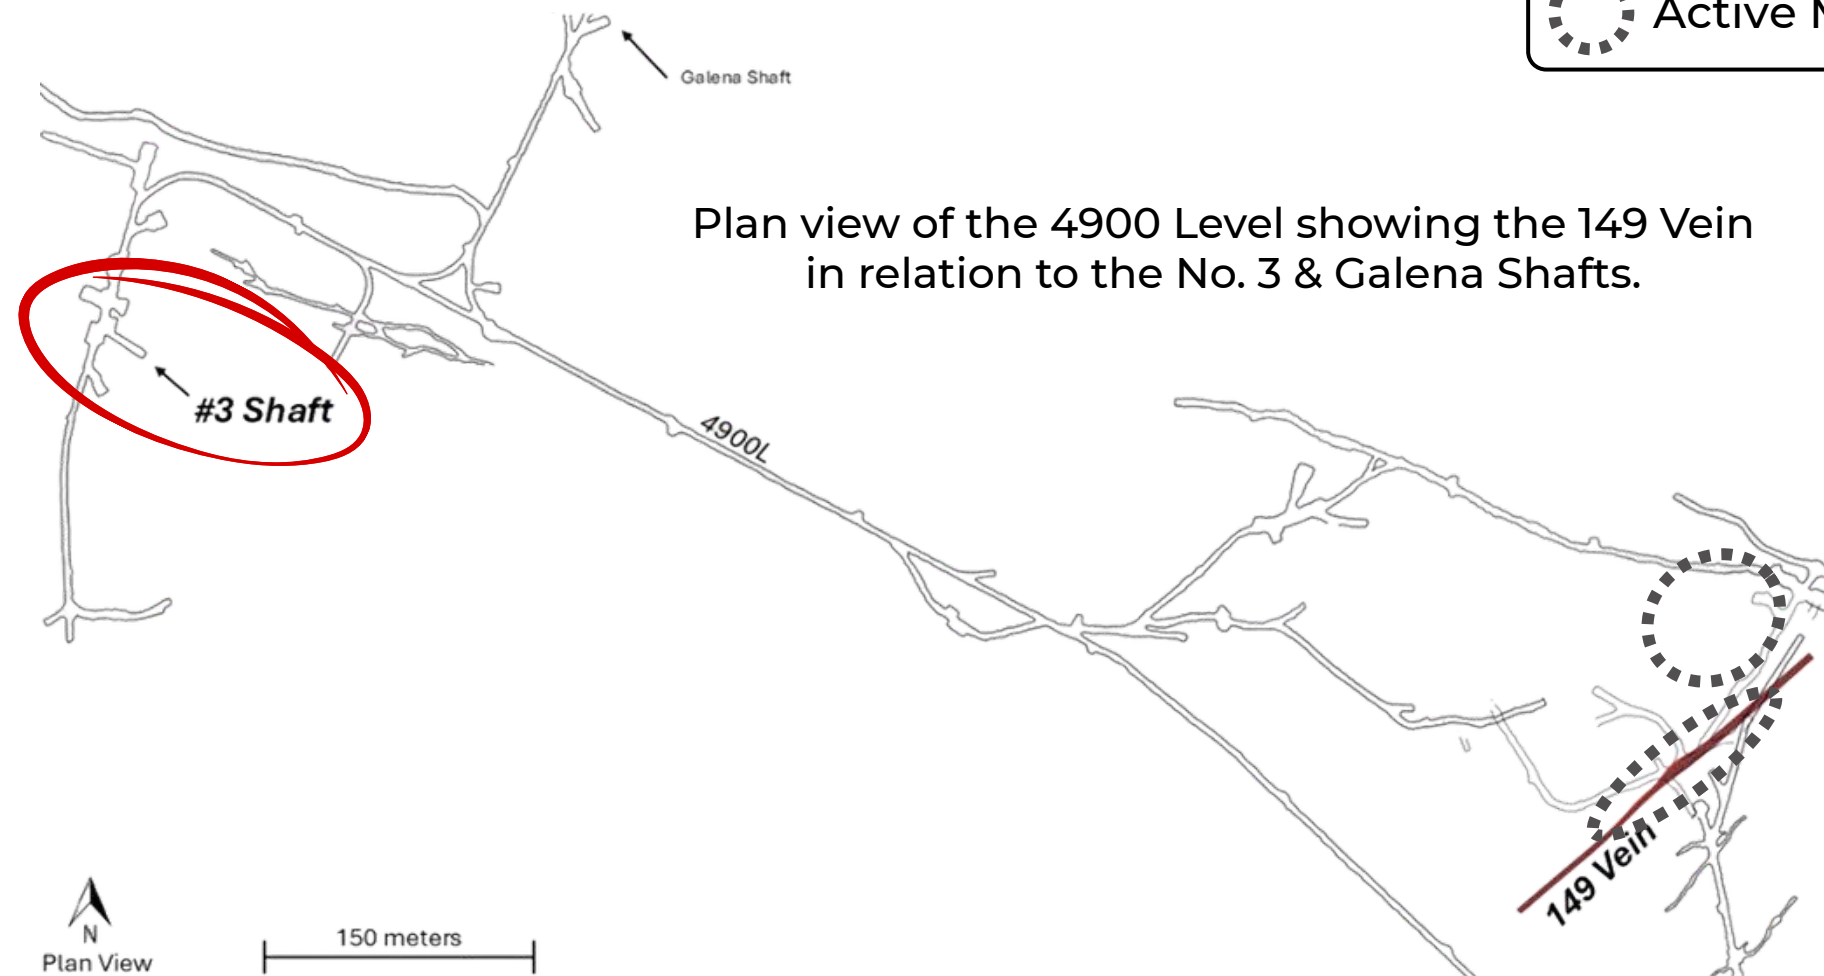 Active
Galena Shaft
Plan view of the 4900 Level showing the 149 Vein
in relation to the No. 3 & Galena Shafts.
#3 Shaft
4900L
149 Vein
N
Plan View
150 meters